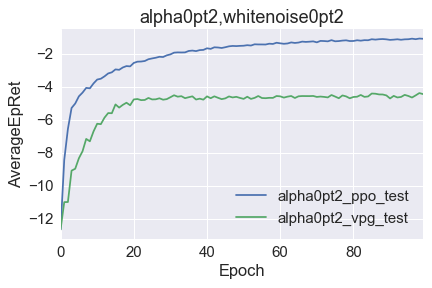 alpha0pt2,whitenoise0pt2
AverageEpRet
−2
−4
−6
−8
−10
−12
alpha0pt2_ppo_test
alpha0pt2_vpg_test
0
20
40
60
80
Epoch